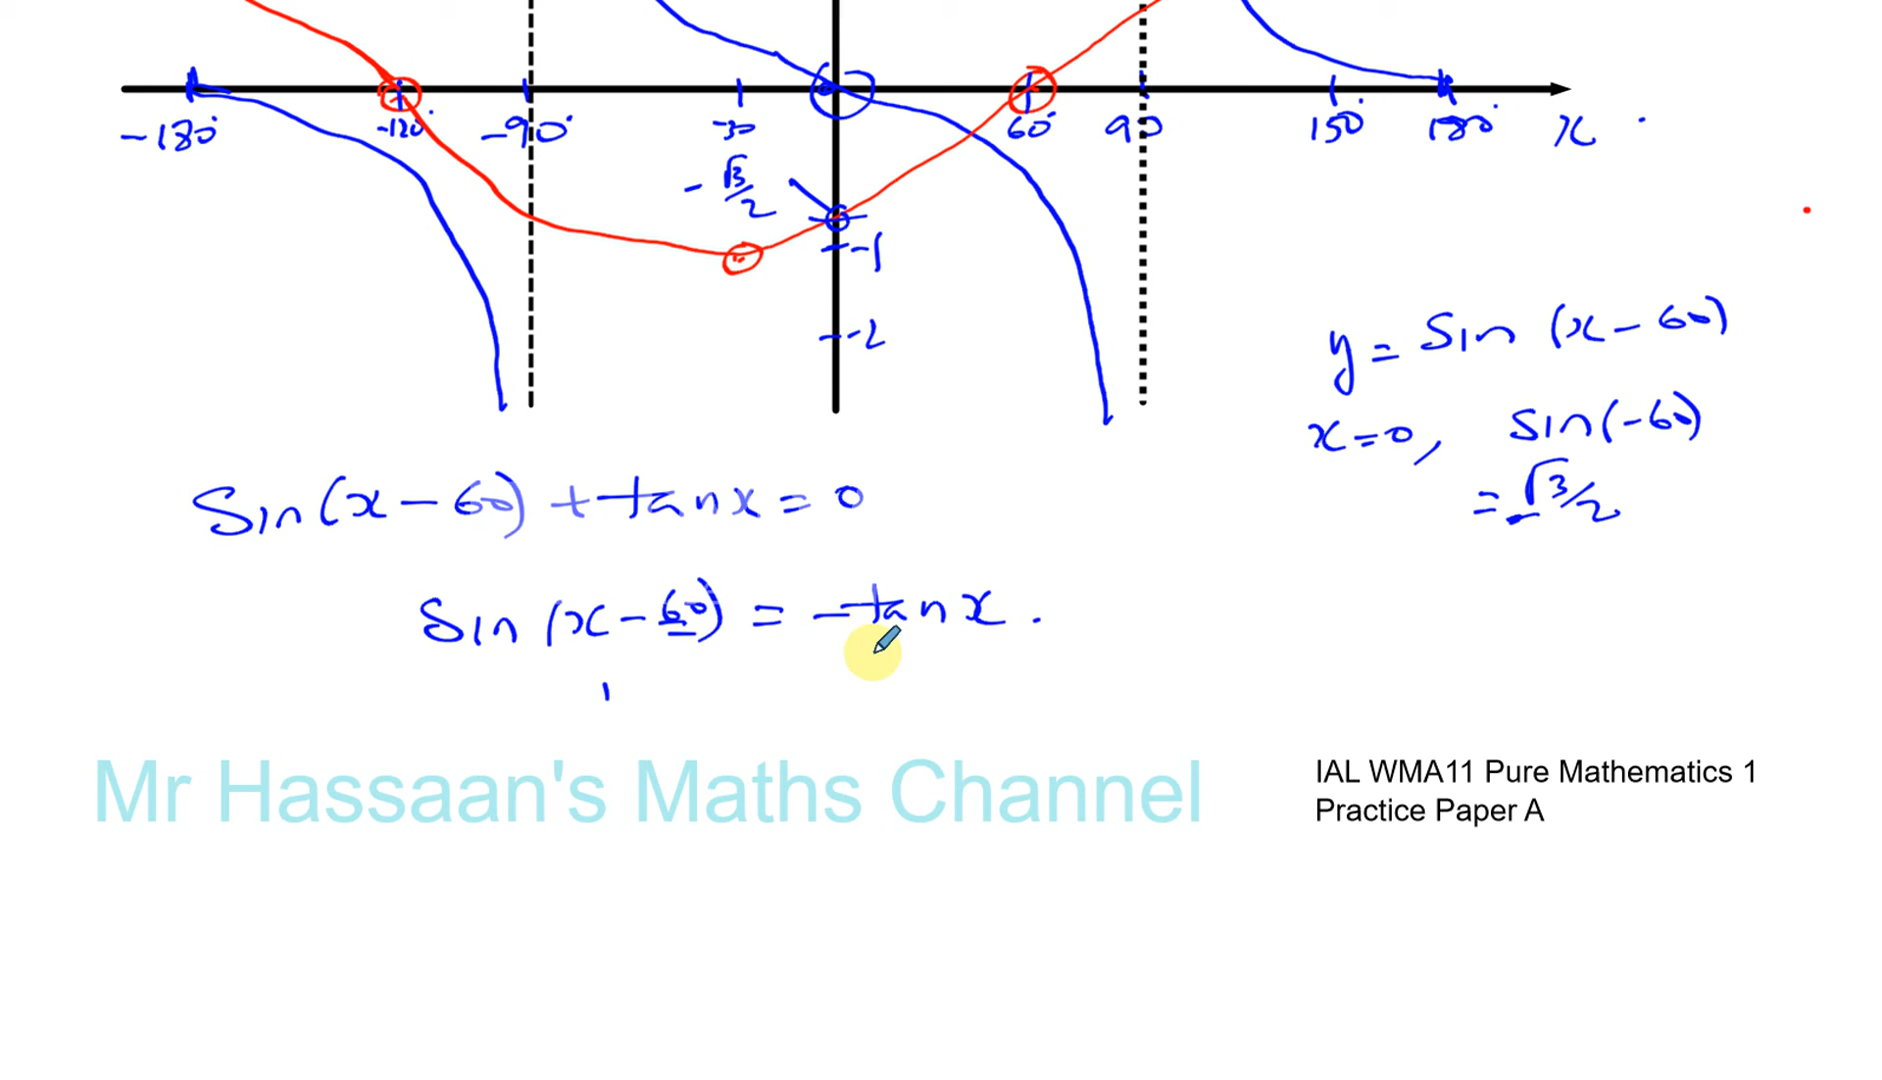 -180° -120° -90° -30 60° 90 150° 180° x
-√3/2
-1
-2
y = Sin (x - 60)
x = 0, Sin(-60)
= -√3/2
Sin(x - 60) + tan x = 0
Sin (x - 60) = -tan x.
Mr Hassaan's Maths Channel
IAL WMA11 Pure Mathematics 1
Practice Paper A